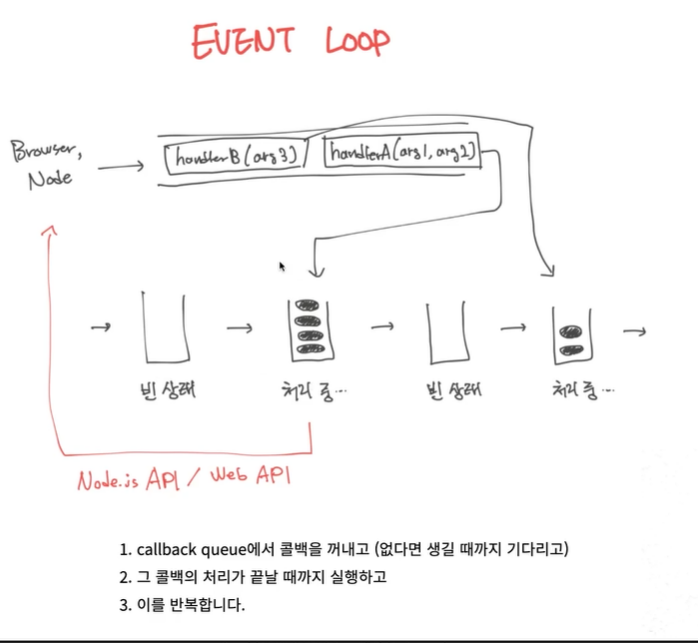 EVENT LOOP
Browser,
Node
handlerB(arg3)
handlerA(arg1, arg2)
빈 상태
처리 중...
빈 상태
처리 중...
Node.js API / Web API
1. callback queue에서 콜백을 꺼내고 (없다면 생길 때까지 기다리고)
2. 그 콜백의 처리가 끝날 때까지 실행하고
3. 이를 반복합니다.